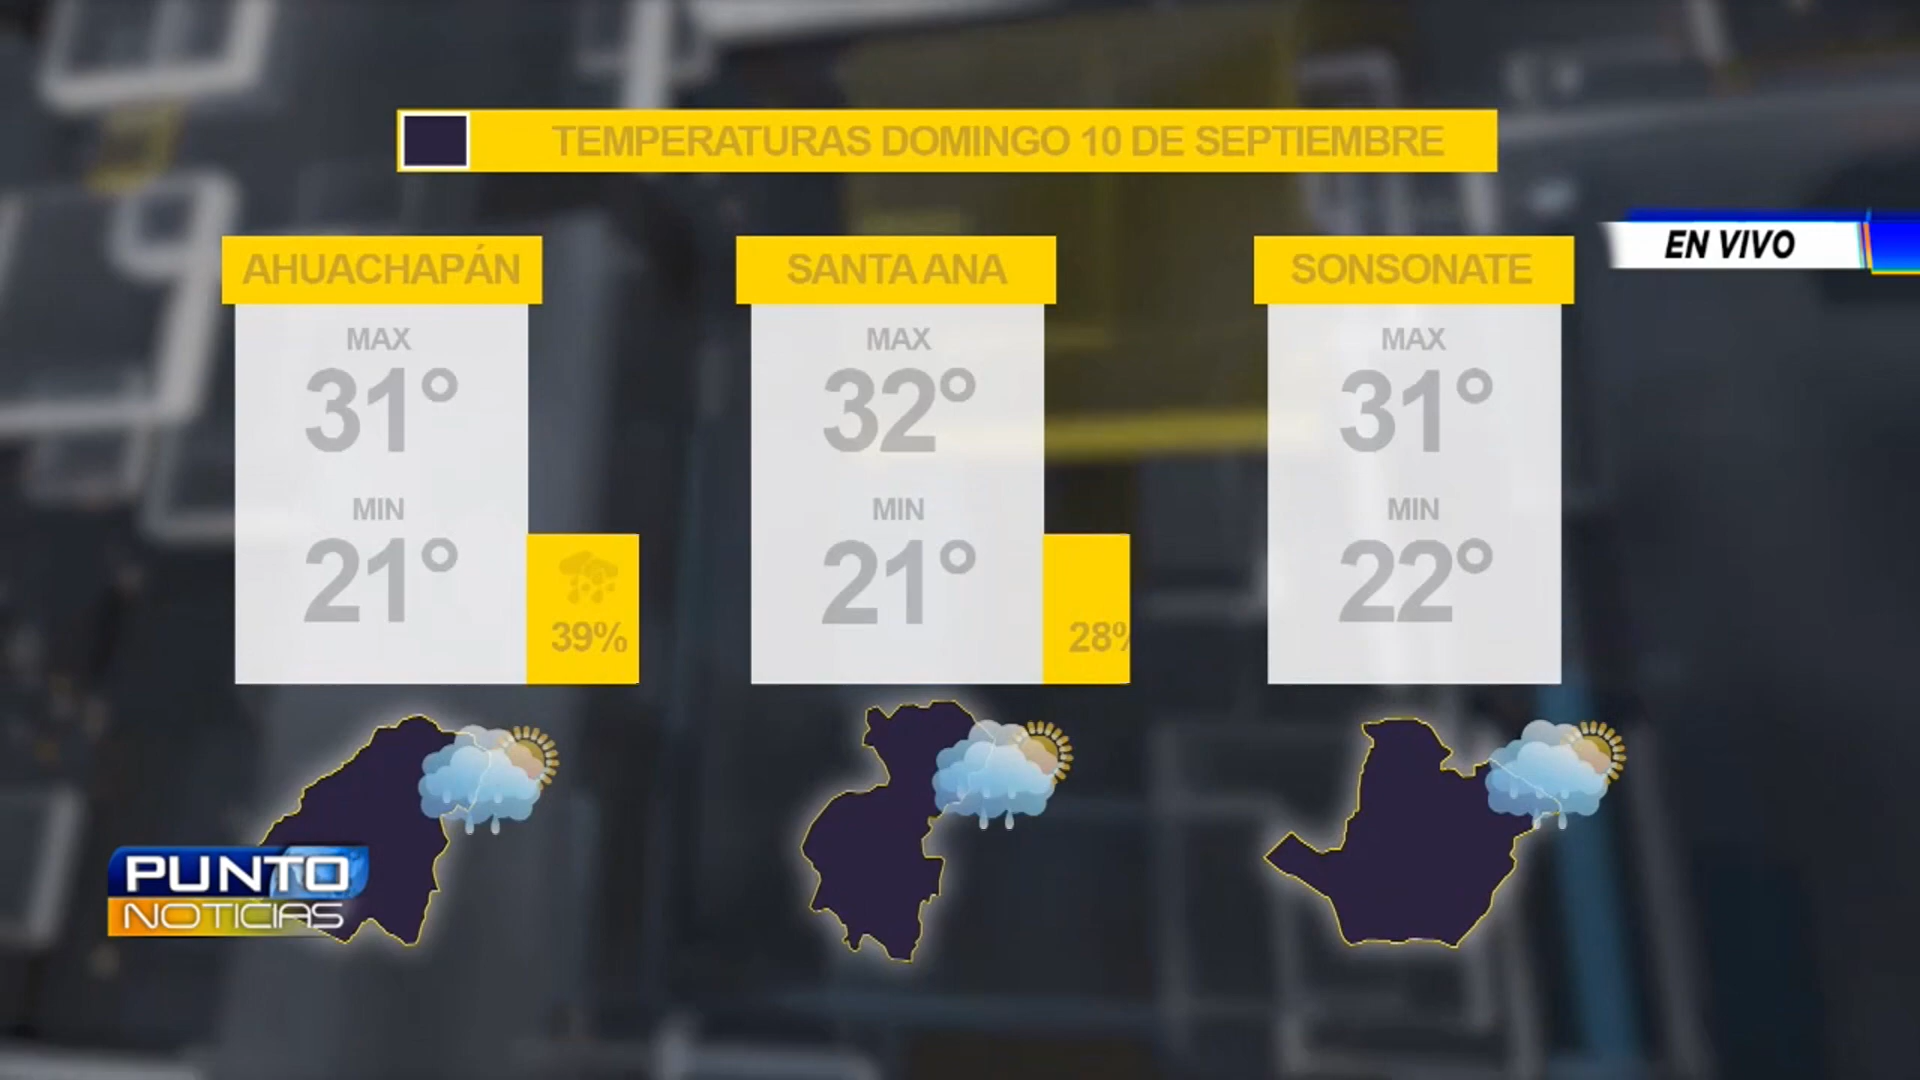 TEMPERATURAS DOMINGO 10 DE SEPTIEMBRE
EN VIVO
AHUACHAPÁN
MAX
31°
MIN
21°
39%
SANTA ANA
MAX
32°
MIN
21°
28%
SONSONATE
MAX
31°
MIN
22°
PUNTO
NOTICIAS